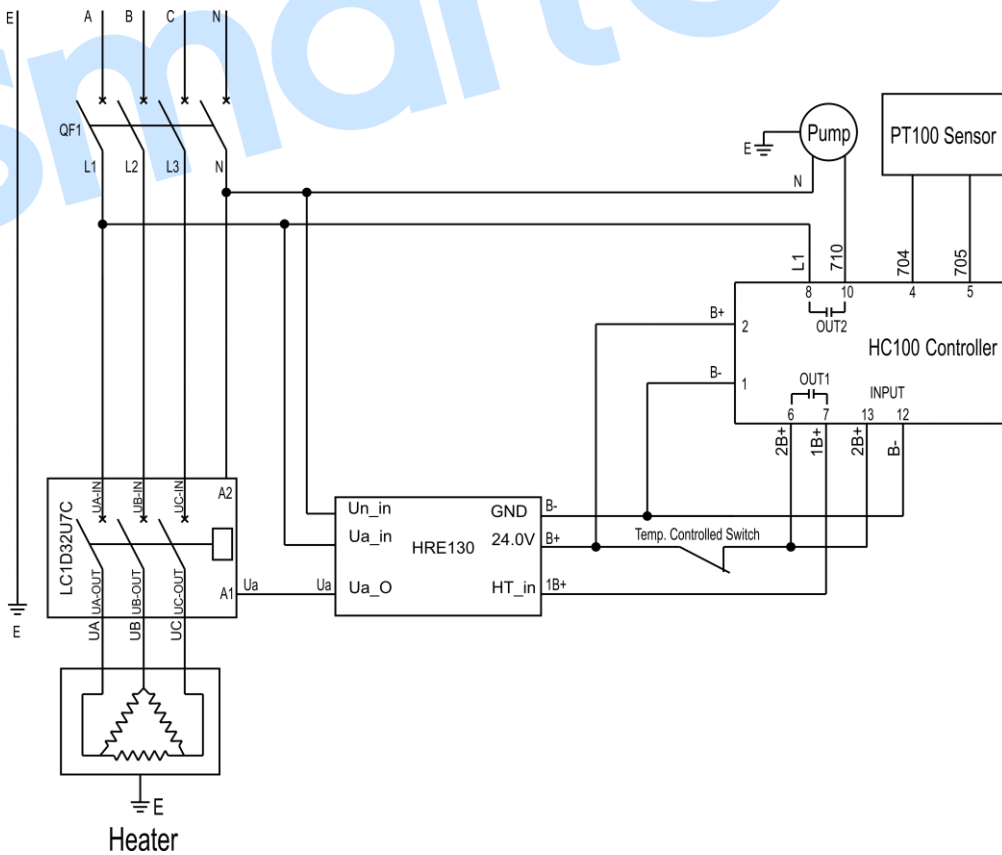 smart
E
A
B
C
N
QF1
L1
L2
L3
N
E
Pump
N
PT100 Sensor
L1
710
704
705
8
10
4
5
OUT2
B+
2
HC100 Controller
B-
1
OUT1
INPUT
6
7
13
12
2B+
1B+
2B+
B-
E
LC1D32U7C
UA-IN
UB-IN
UC-IN
A2
UA-OUT
UB-OUT
UC-OUT
A1
Ua
UA
UB
UC
Ua
Un_in
Ua_in
Ua_O
HRE130
GND
24.0V
HT_in
B-
B+
1B+
Temp. Controlled Switch
E
Heater